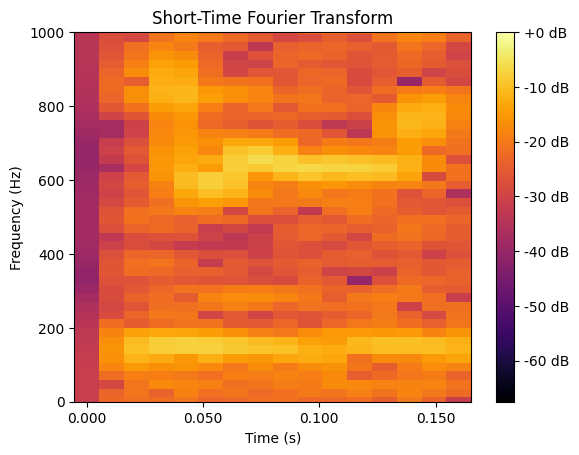 Short-Time Fourier Transform
Frequency (Hz)
1000
800
600
400
200
0
0.000
0.050
0.100
0.150
Time (s)
+0 dB
-10 dB
-20 dB
-30 dB
-40 dB
-50 dB
-60 dB